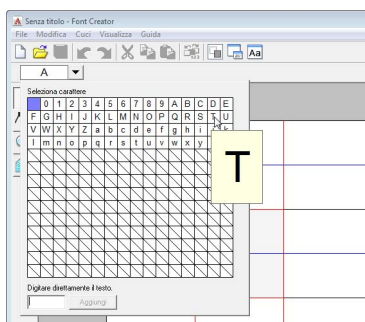 Senza titolo - Font Creator
File Modifica Cuci Visualizza Guida
A
Seleziona carattere
0 1 2 3 4 5 6 7 8 9 A B C D E
F G H I J K L M N O P Q R S T U
V W X Y Z a b c d e f g h i k
l m n o p q r s t u v w x y
T
Digitare direttamente il testo.
Aggiungi